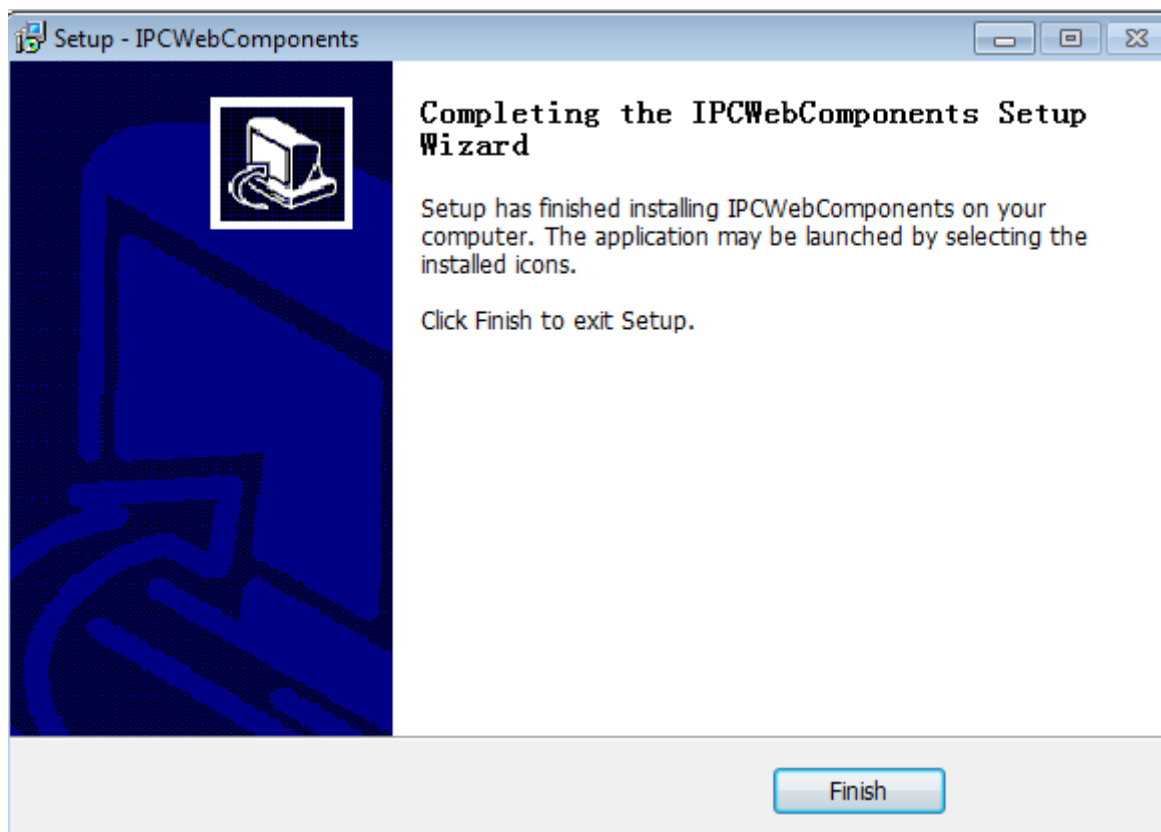 Setup - IPCWebComponents
Completing the IPCWebComponents Setup
Wizard
Setup has finished installing IPCWebComponents on your
computer. The application may be launched by selecting the
installed icons.
Click Finish to exit Setup.
Finish